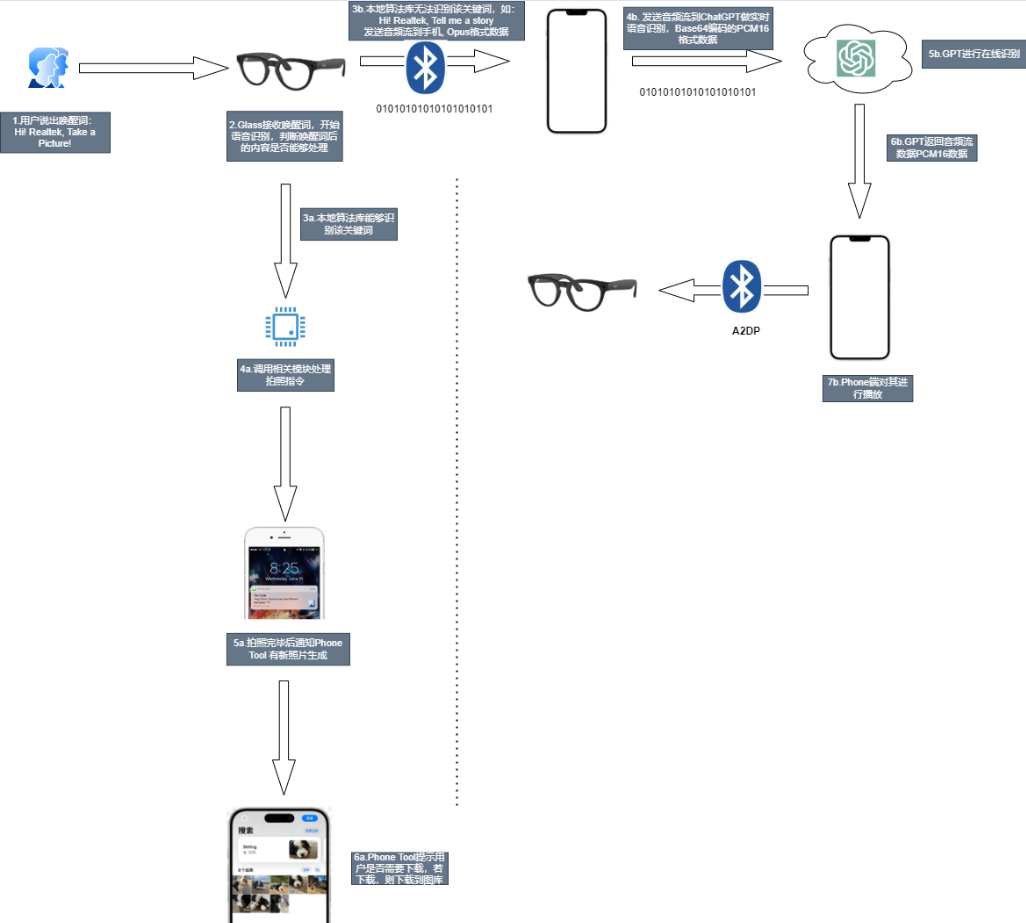 3b.本地算法库无法识别该关键词，如：
Hi! Realtek, Tell me a story
发送音频流到手机, Opus格式数据
4b. 发送音频流到ChatGPT做实时
语音识别，Base64编码的PCM16
格式数据
5b.GPT进行在线识别
01010101010101010101
01010101010101010101
1.用户说出唤醒词：
Hi! Realtek, Take a
Picture!
2.Glass接收唤醒词，开始
语音识别，判断唤醒词后
的内容是否能够处理
6b.GPT返回音频流
数据PCM16数据
3a.本地算法库能够识
别该关键词
A2DP
4a.调用相关模块处理
拍照指令
7b.Phone端对其进
行播放
8:25
5a.拍照完毕后通知Phone
Tool 有新照片生成
搜索
6a.Phone Tool提示用
户是否需要下载，若
下载，则下载到图库